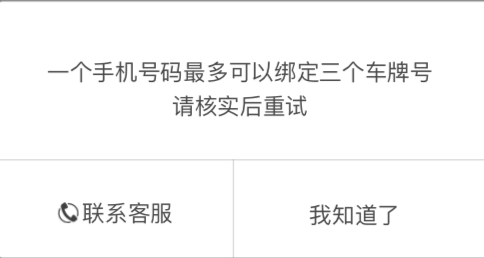 一个手机号码最多可以绑定三个车牌号
请核实后重试
联系客服
我知道了